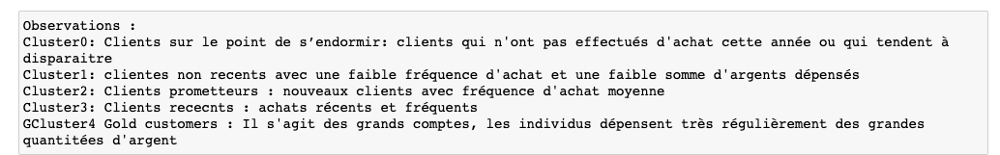 Observations :
Cluster0: Clients sur le point de s’endormir: clients qui n'ont pas effectués d'achat cette année ou qui tendent à
disparaitre
Cluster1: clientes non recents avec une faible fréquence d'achat et une faible somme d'argents dépensés
Cluster2: Clients prometteurs : nouveaux clients avec fréquence d'achat moyenne
Cluster3: Clients rececnts : achats récents et fréquents
GCluster4 Gold customers : Il s'agit des grands comptes, les individus dépensent très régulièrement des grandes
quantitées d'argent